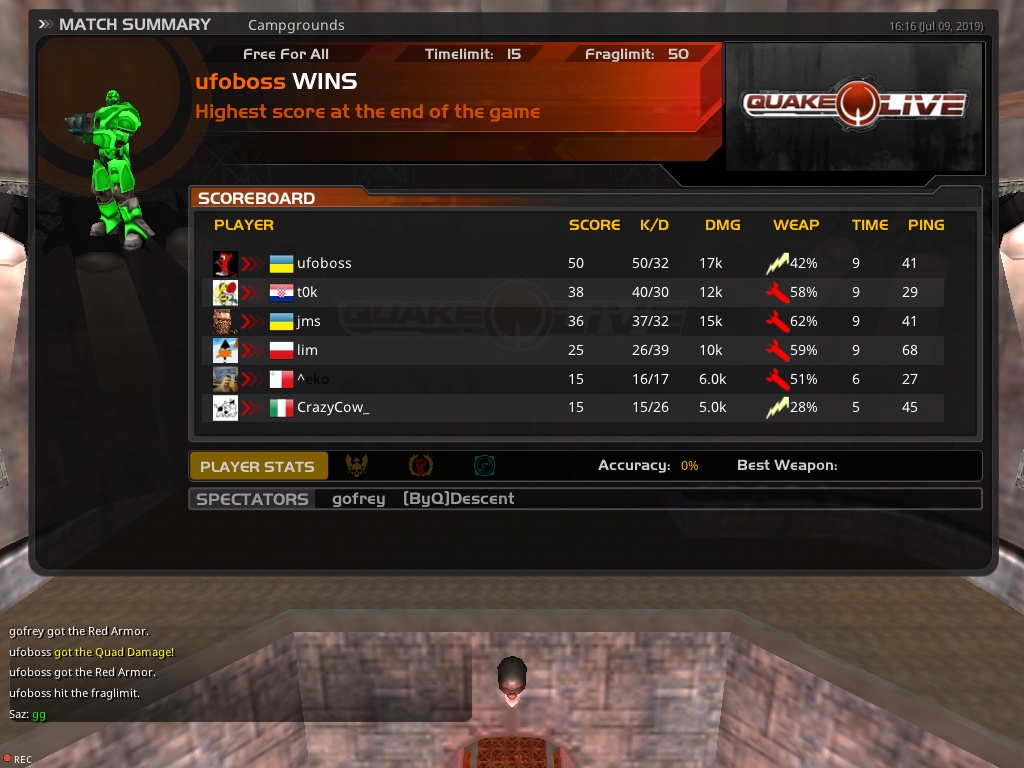 MATCH SUMMARY Campgrounds 16:16 (Jul 09, 2019)
Free For All Timelimit: 15 Fraglimit: 50
ufoboss WINS
Highest score at the end of the game
QUAKE LIVE
SCOREBOARD
PLAYER SCORE K/D DMG WEAP TIME PING
ufoboss 50 50/32 17k 42% 9 41
t0k 38 40/30 12k 58% 9 29
jms 36 37/32 15k 62% 9 41
lim 25 26/39 10k 59% 9 68
^eko 15 16/17 6.0k 51% 6 27
CrazyCow_ 15 15/26 5.0k 28% 5 45
QUAKE LIVE
PLAYER STATS Accuracy: 0% Best Weapon:
SPECTATORS gofrey [ByQ]Descent
gofrey got the Red Armor.
ufoboss got the Quad Damage!
ufoboss got the Red Armor.
ufoboss hit the fraglimit.
Saz: gg
REC